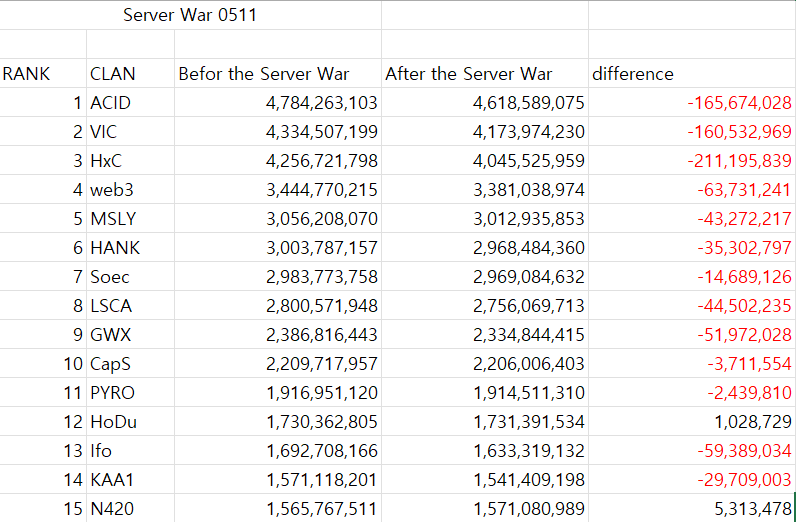 Server War 0511
RANK CLAN Befor the Server War After the Server War difference
1 ACID 4,784,263,103 4,618,589,075 -165,674,028
2 VIC 4,334,507,199 4,173,974,230 -160,532,969
3 HxC 4,256,721,798 4,045,525,959 -211,195,839
4 web3 3,444,770,215 3,381,038,974 -63,731,241
5 MSLY 3,056,208,070 3,012,935,853 -43,272,217
6 HANK 3,003,787,157 2,968,484,360 -35,302,797
7 Soec 2,983,773,758 2,969,084,632 -14,689,126
8 LSCA 2,800,571,948 2,756,069,713 -44,502,235
9 GWX 2,386,816,443 2,334,844,415 -51,972,028
10 CapS 2,209,717,957 2,206,006,403 -3,711,554
11 PYRO 1,916,951,120 1,914,511,310 -2,439,810
12 HoDu 1,730,362,805 1,731,391,534 1,028,729
13 Ifo 1,692,708,166 1,633,319,132 -59,389,034
14 KAA1 1,571,118,201 1,541,409,198 -29,709,003
15 N420 1,565,767,511 1,571,080,989 5,313,478